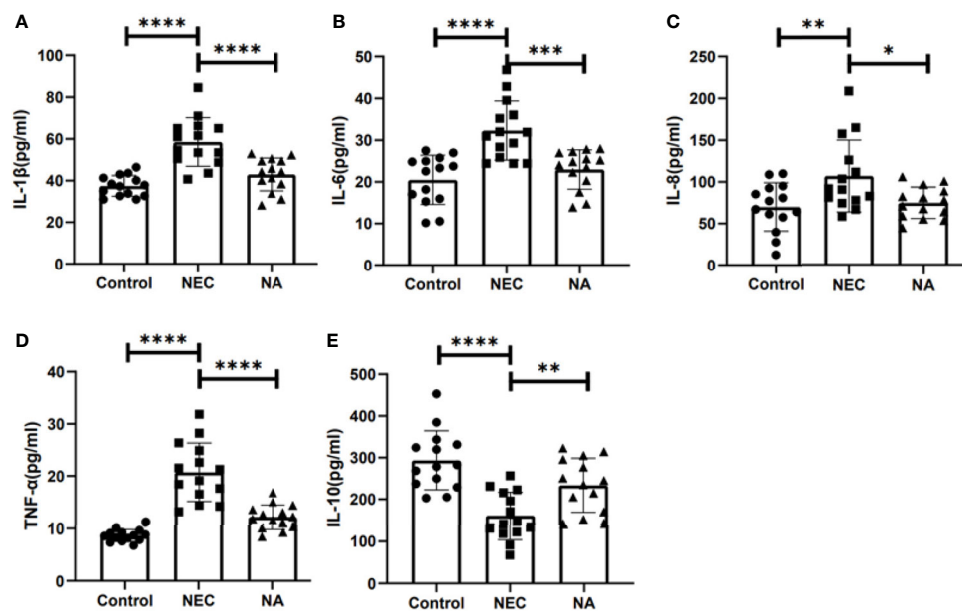 A
****
****
IL-1β(pg/ml)
100
80
60
40
20
0
Control NEC NA
B
****
***
IL-6(pg/ml)
50
40
30
20
10
0
Control NEC NA
C
**
*
IL-8(pg/ml)
250
200
150
100
50
0
Control NEC NA
D
****
****
TNF-α(pg/ml)
40
30
20
10
0
Control NEC NA
E
****
**
IL-10(pg/ml)
500
400
300
200
100
0
Control NEC NA